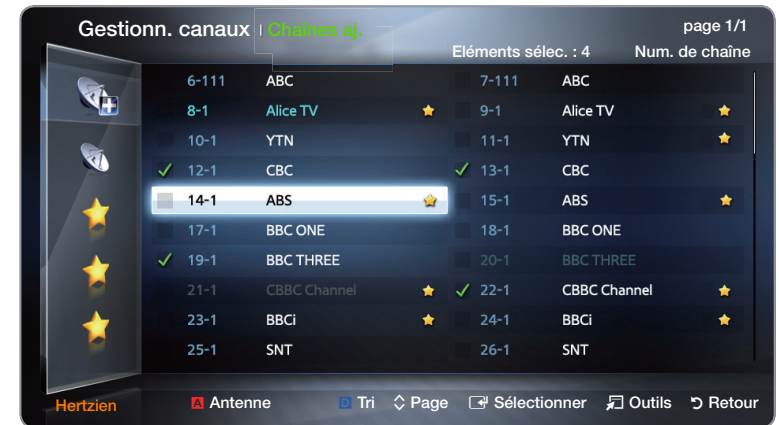 Gestionn. canaux | Chaînes aj. page 1/1
Eléments sélec. : 4 Num. de chaîne
6-111 ABC 7-111 ABC
8-1 Alice TV 9-1 Alice TV
10-1 YTN 11-1 YTN
12-1 CBC 13-1 CBC
14-1 ABS 15-1 ABS
17-1 BBC ONE 18-1 BBC ONE
19-1 BBC THREE 20-1 BBC THREE
21-1 CBBC Channel 22-1 CBBC Channel
23-1 BBCi 24-1 BBCi
25-1 SNT 26-1 SNT
Hertzien A Antenne D Tri Page Sélectionner Outils Retour